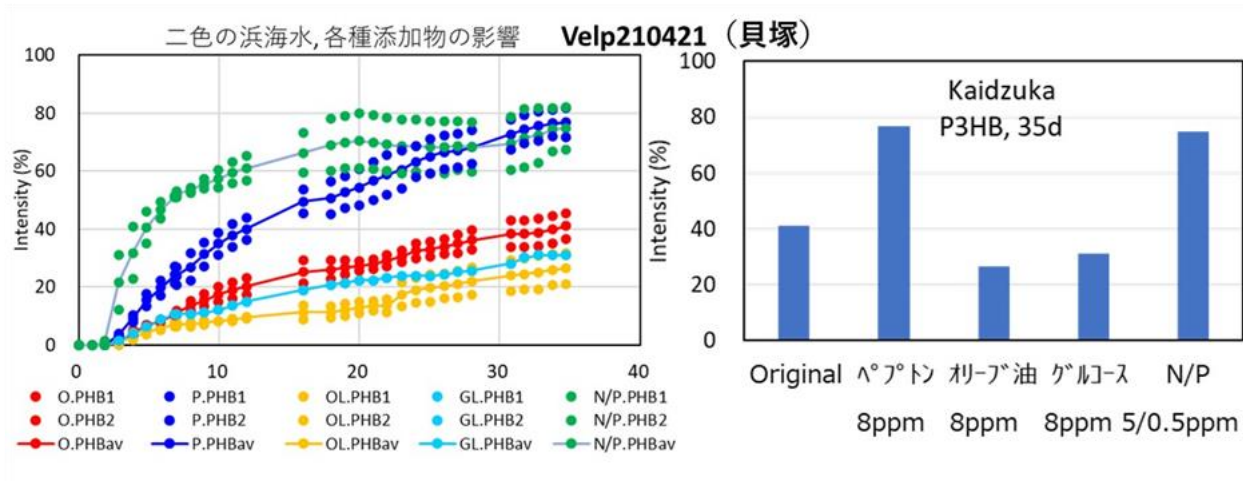 二色の浜海水, 各種添加物の影響
Velp210421（貝塚）
100
80
60
40
20
0
Intensity (%)
0 10 20 30 40
O.PHB1 P.PHB1 OL.PHB1 GL.PHB1 N/P.PHB1
O.PHB2 P.PHB2 OL.PHB2 GL.PHB2 N/P.PHB2
O.PHBav P.PHBav OL.PHBav GL.PHBav N/P.PHBav
Kaidzuka
P3HB, 35d
100
80
60
40
20
0
Intensity (%)
Original ﾍﾟﾌﾟﾄﾝ ｵﾘｰﾌﾞ油 ｸﾞﾙｺｰｽ N/P
8ppm 8ppm 8ppm 5/0.5ppm